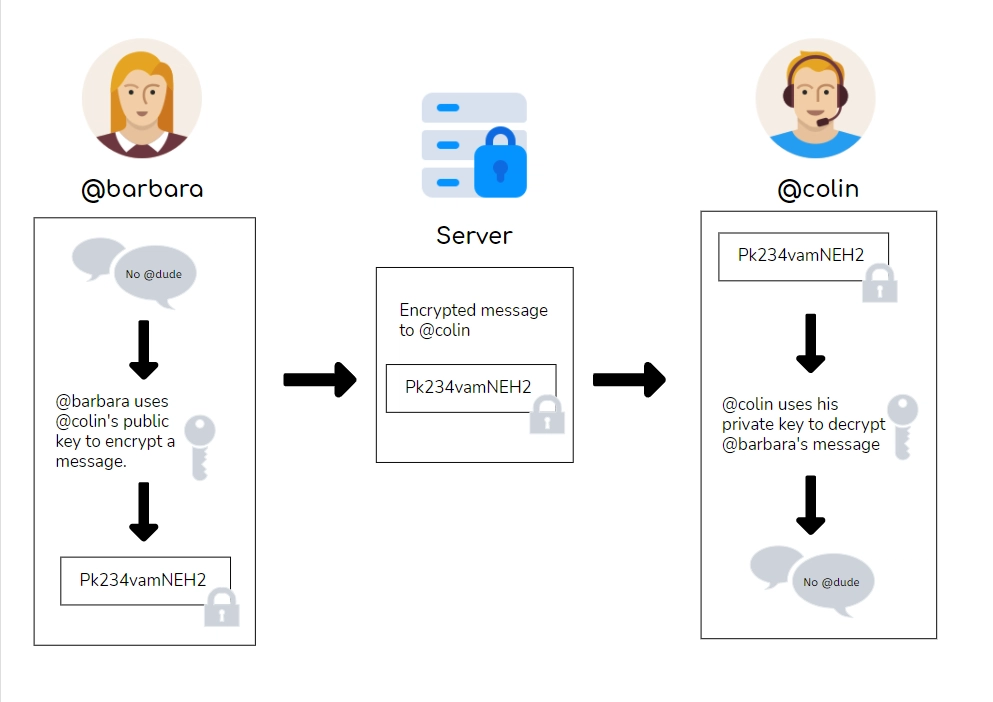 @barbara
No @dude
@barbara uses
@colin's public
key to encrypt a
message.
Pk234vamNEH2
Server
Encrypted message
to @colin
Pk234vamNEH2
@colin
Pk234vamNEH2
@colin uses his
private key to decrypt
@barbara's message
No @dude